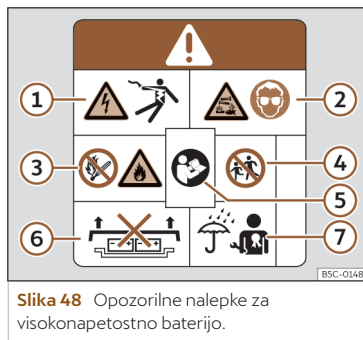 1
2
3
4
5
6
7
B5C-0148
Slika 48 Opozorilne nalepke za
visokonapetostno baterijo.